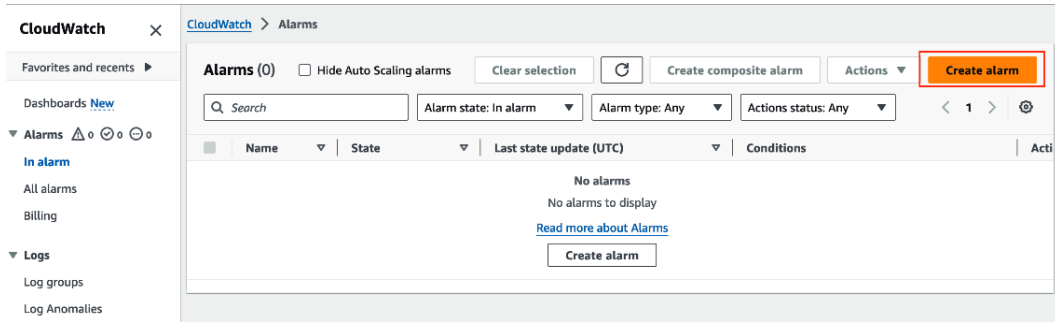 CloudWatch
CloudWatch > Alarms
Favorites and recents
Dashboards New
Alarms 0 0 0
In alarm
All alarms
Billing
Logs
Log groups
Log Anomalies
Alarms (0) Hide Auto Scaling alarms Clear selection Create composite alarm Actions Create alarm
Search Alarm state: In alarm Alarm type: Any Actions status: Any < 1 >
Name State Last state update (UTC) Conditions Acti
No alarms
No alarms to display
Read more about Alarms
Create alarm